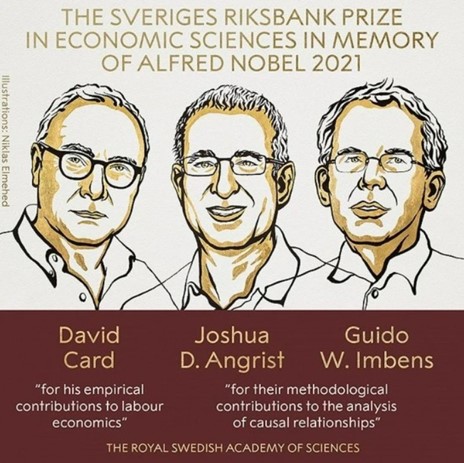 THE SVERIGES RIKSBANK PRIZE
IN ECONOMIC SCIENCES IN MEMORY
OF ALFRED NOBEL 2021
Illustrations: Niklas Elmehed
David
Card
"for his empirical
contributions to labour
economics"
Joshua
D. Angrist
Guido
W. Imbens
"for their methodological
contributions to the analysis
of causal relationships"
THE ROYAL SWEDISH ACADEMY OF SCIENCES